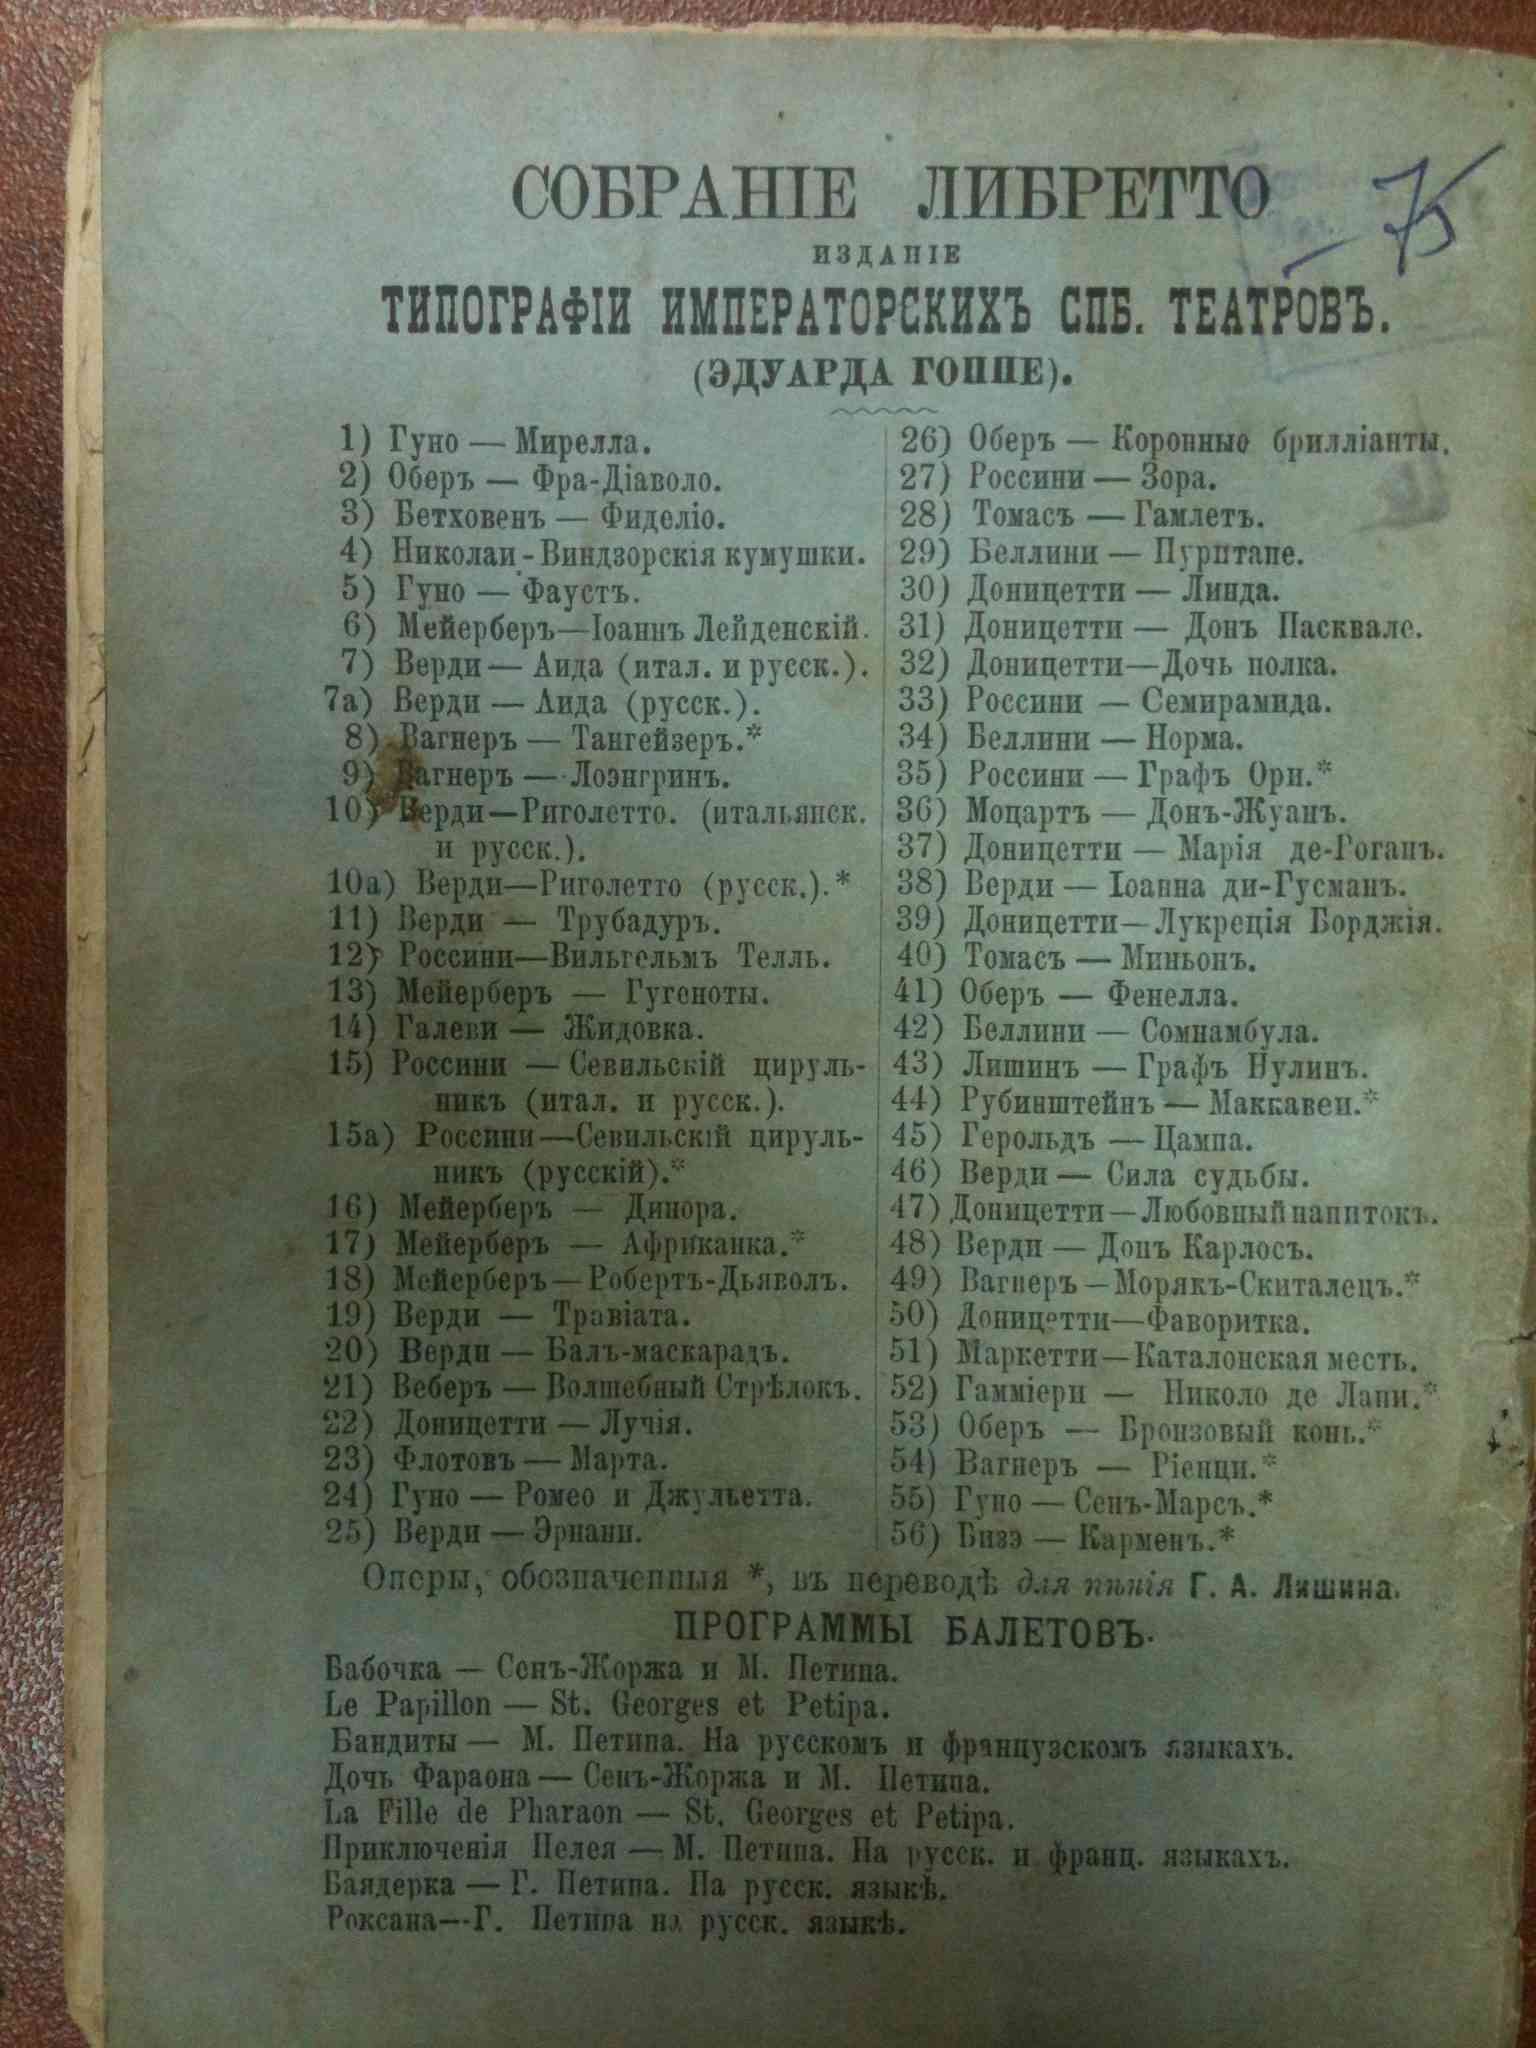 СОБРАНІЕ ЛИБРЕТТО
ИЗДАНІЕ
ТИПОГРАФІИ ИМПЕРАТОРСКИХЪ СПБ. ТЕАТРОВЪ.
(ЭДУАРДА ГОППЕ).
75
1) Гуно — Мирелла.
2) Оберъ — Фра-Діаволо.
3) Бетховенъ — Фиделіо.
4) Николаи - Виндзорскія кумушки.
5) Гуно — Фаустъ.
6) Мейерберъ—Іоаннъ Лейденскій.
7) Верди — Аида (итал. и русск.).
7а) Верди — Аида (русск.).
8) Вагнеръ — Тангейзеръ.*
9) Вагнеръ — Лоэнгринъ.
10) Верди—Риголетто. (итальянск.
и русск.).
10а) Верди—Риголетто (русск.).*
11) Верди — Трубадуръ.
12) Россини—Вильгельмъ Телль.
13) Мейерберъ — Гугеноты.
14) Галеви — Жидовка.
15) Россини — Севильскій цируль-
никъ (итал. и русск.).
15а) Россини—Севильскій цируль-
никъ (русскій).*
16) Мейерберъ — Динора.
17) Мейерберъ — Африканка.*
18) Мейерберъ—Робертъ-Дьяволъ.
19) Верди — Травіата.
20) Верди — Балъ-маскарадъ.
21) Веберъ — Волшебный Стрѣлокъ.
22) Доницетти — Лучія.
23) Флотовъ — Марта.
24) Гуно — Ромео и Джульетта.
25) Верди — Эрнани.
26) Оберъ — Коронные брилліанты.
27) Россини — Зора.
28) Томасъ — Гамлетъ.
29) Беллини — Пуритане.
30) Доницетти — Линда.
31) Доницетти — Донъ Пасквале.
32) Доницетти—Дочь полка.
33) Россини — Семирамида.
34) Беллини — Норма.
35) Россини — Графъ Ори.*
36) Моцартъ — Донъ-Жуанъ.
37) Доницетти — Марія де-Роганъ.
38) Верди — Іоанна ди-Гусманъ.
39) Доницетти—Лукреція Борджія.
40) Томасъ — Миньонъ.
41) Оберъ — Фенелла.
42) Беллини — Сомнамбула.
43) Лишинъ — Графъ Нулинъ.
44) Рубинштейнъ — Маккавеи.*
45) Герольдъ — Цампа.
46) Верди — Сила судьбы.
47) Доницетти—Любовный напитокъ.
48) Верди — Донъ Карлосъ.
49) Вагнеръ—Морякъ-Скиталецъ.*
50) Доницетти—Фаворитка.
51) Маркетти—Каталонская месть.
52) Гамміери — Николо де Лапи.*
53) Оберъ — Бронзовый конь.*
54) Вагнеръ — Ріенци.*
55) Гуно — Сенъ-Марсъ.*
56) Бизэ — Карменъ.*
Оперы, обозначенныя *, въ переводѣ для пѣнія Г. А. Лишина.
ПРОГРАММЫ БАЛЕТОВЪ.
Бабочка — Сенъ-Жоржа и М. Петипа.
Le Papillon — St. Georges et Petipa.
Бандиты — М. Петипа. На русскомъ и французскомъ языкахъ.
Дочь Фараона — Сенъ-Жоржа и М. Петипа.
La Fille de Pharaon — St. Georges et Petipa.
Приключенія Пелея — М. Петипа. На русск. и франц. языкахъ.
Баядерка — Г. Петипа. На русск. языкѣ.
Роксана—Г. Петипа на русск. языкѣ.